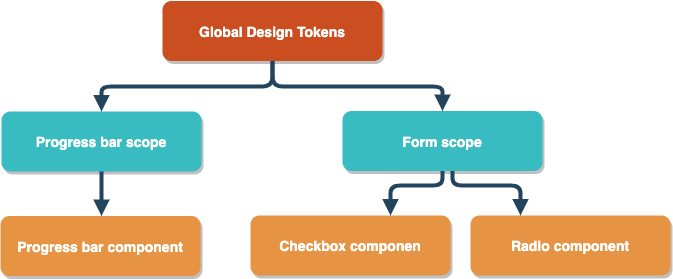 Global Design Tokens
Progress bar scope
Form scope
Progress bar component
Checkbox componen
Radio component